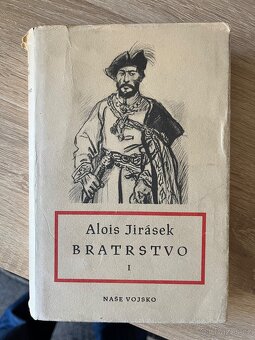 Alois Jirásek
BRATRSTVO
I
NAŠE VOJSKO